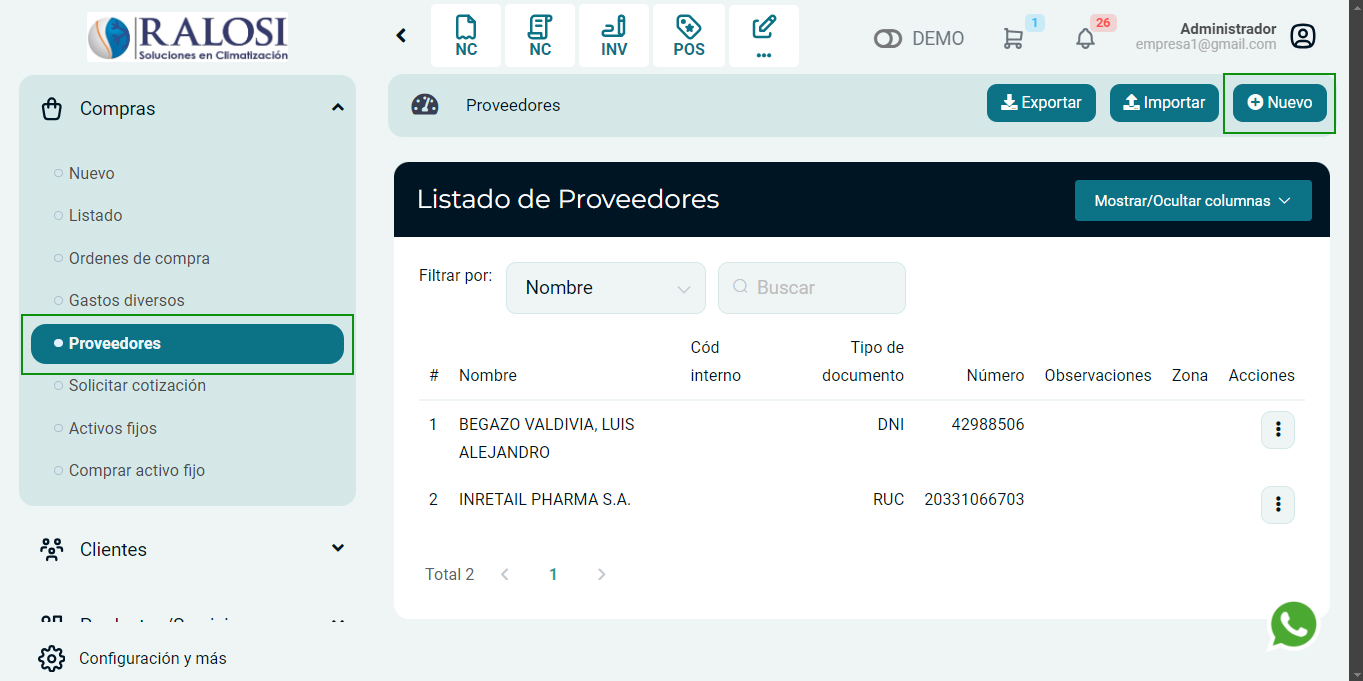 RALOSI
Soluciones en Climatización
NC
NC
INV
POS
...
DEMO
1
26
Administrador
empresa1@gmail.com
Compras
Nuevo
Listado
Ordenes de compra
Gastos diversos
Proveedores
Solicitar cotización
Activos fijos
Comprar activo fijo
Clientes
Configuración y más
Proveedores
Exportar
Importar
Nuevo
Listado de Proveedores
Mostrar/Ocultar columnas
Filtrar por:
Nombre
Buscar
# Nombre Cód interno Tipo de documento Número Observaciones Zona Acciones
1 BEGAZO VALDIVIA, LUIS ALEJANDRO DNI 42988506
2 INRETAIL PHARMA S.A. RUC 20331066703
Total 2 1